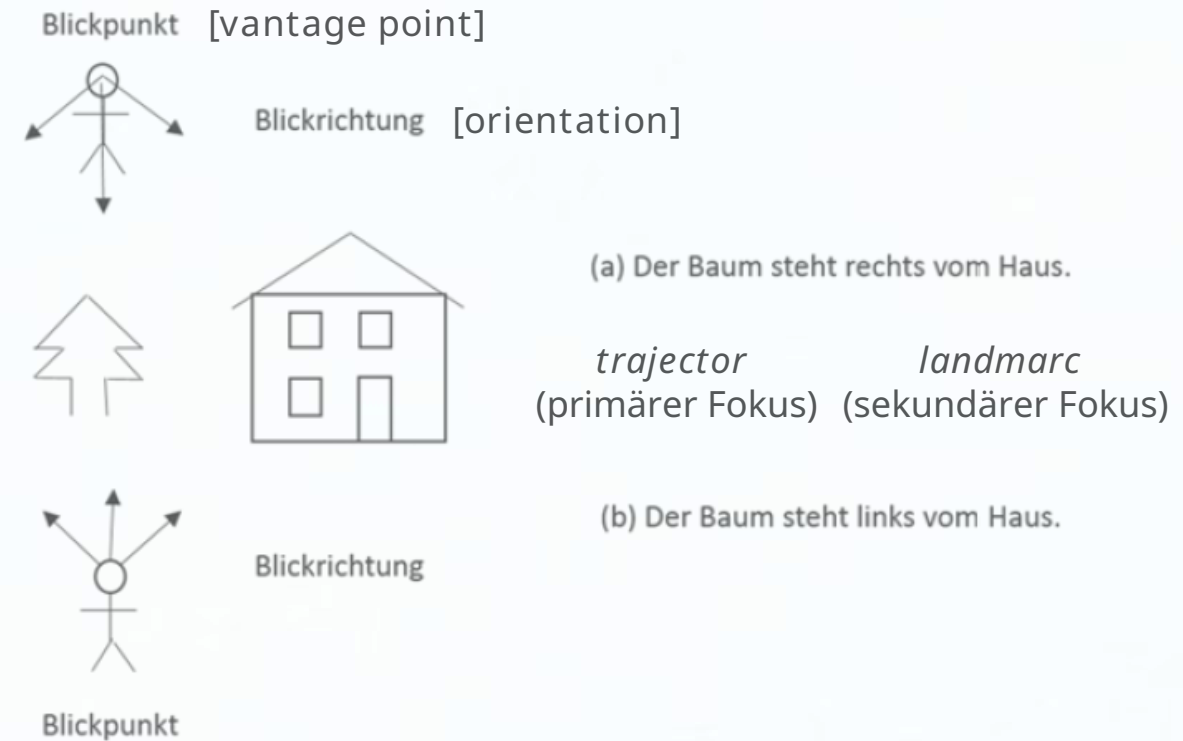 Blickpunkt [vantage point]
Blickrichtung [orientation]
(a) Der Baum steht rechts vom Haus.
trajector landmarc
(primärer Fokus) (sekundärer Fokus)
(b) Der Baum steht links vom Haus.
Blickrichtung
Blickpunkt